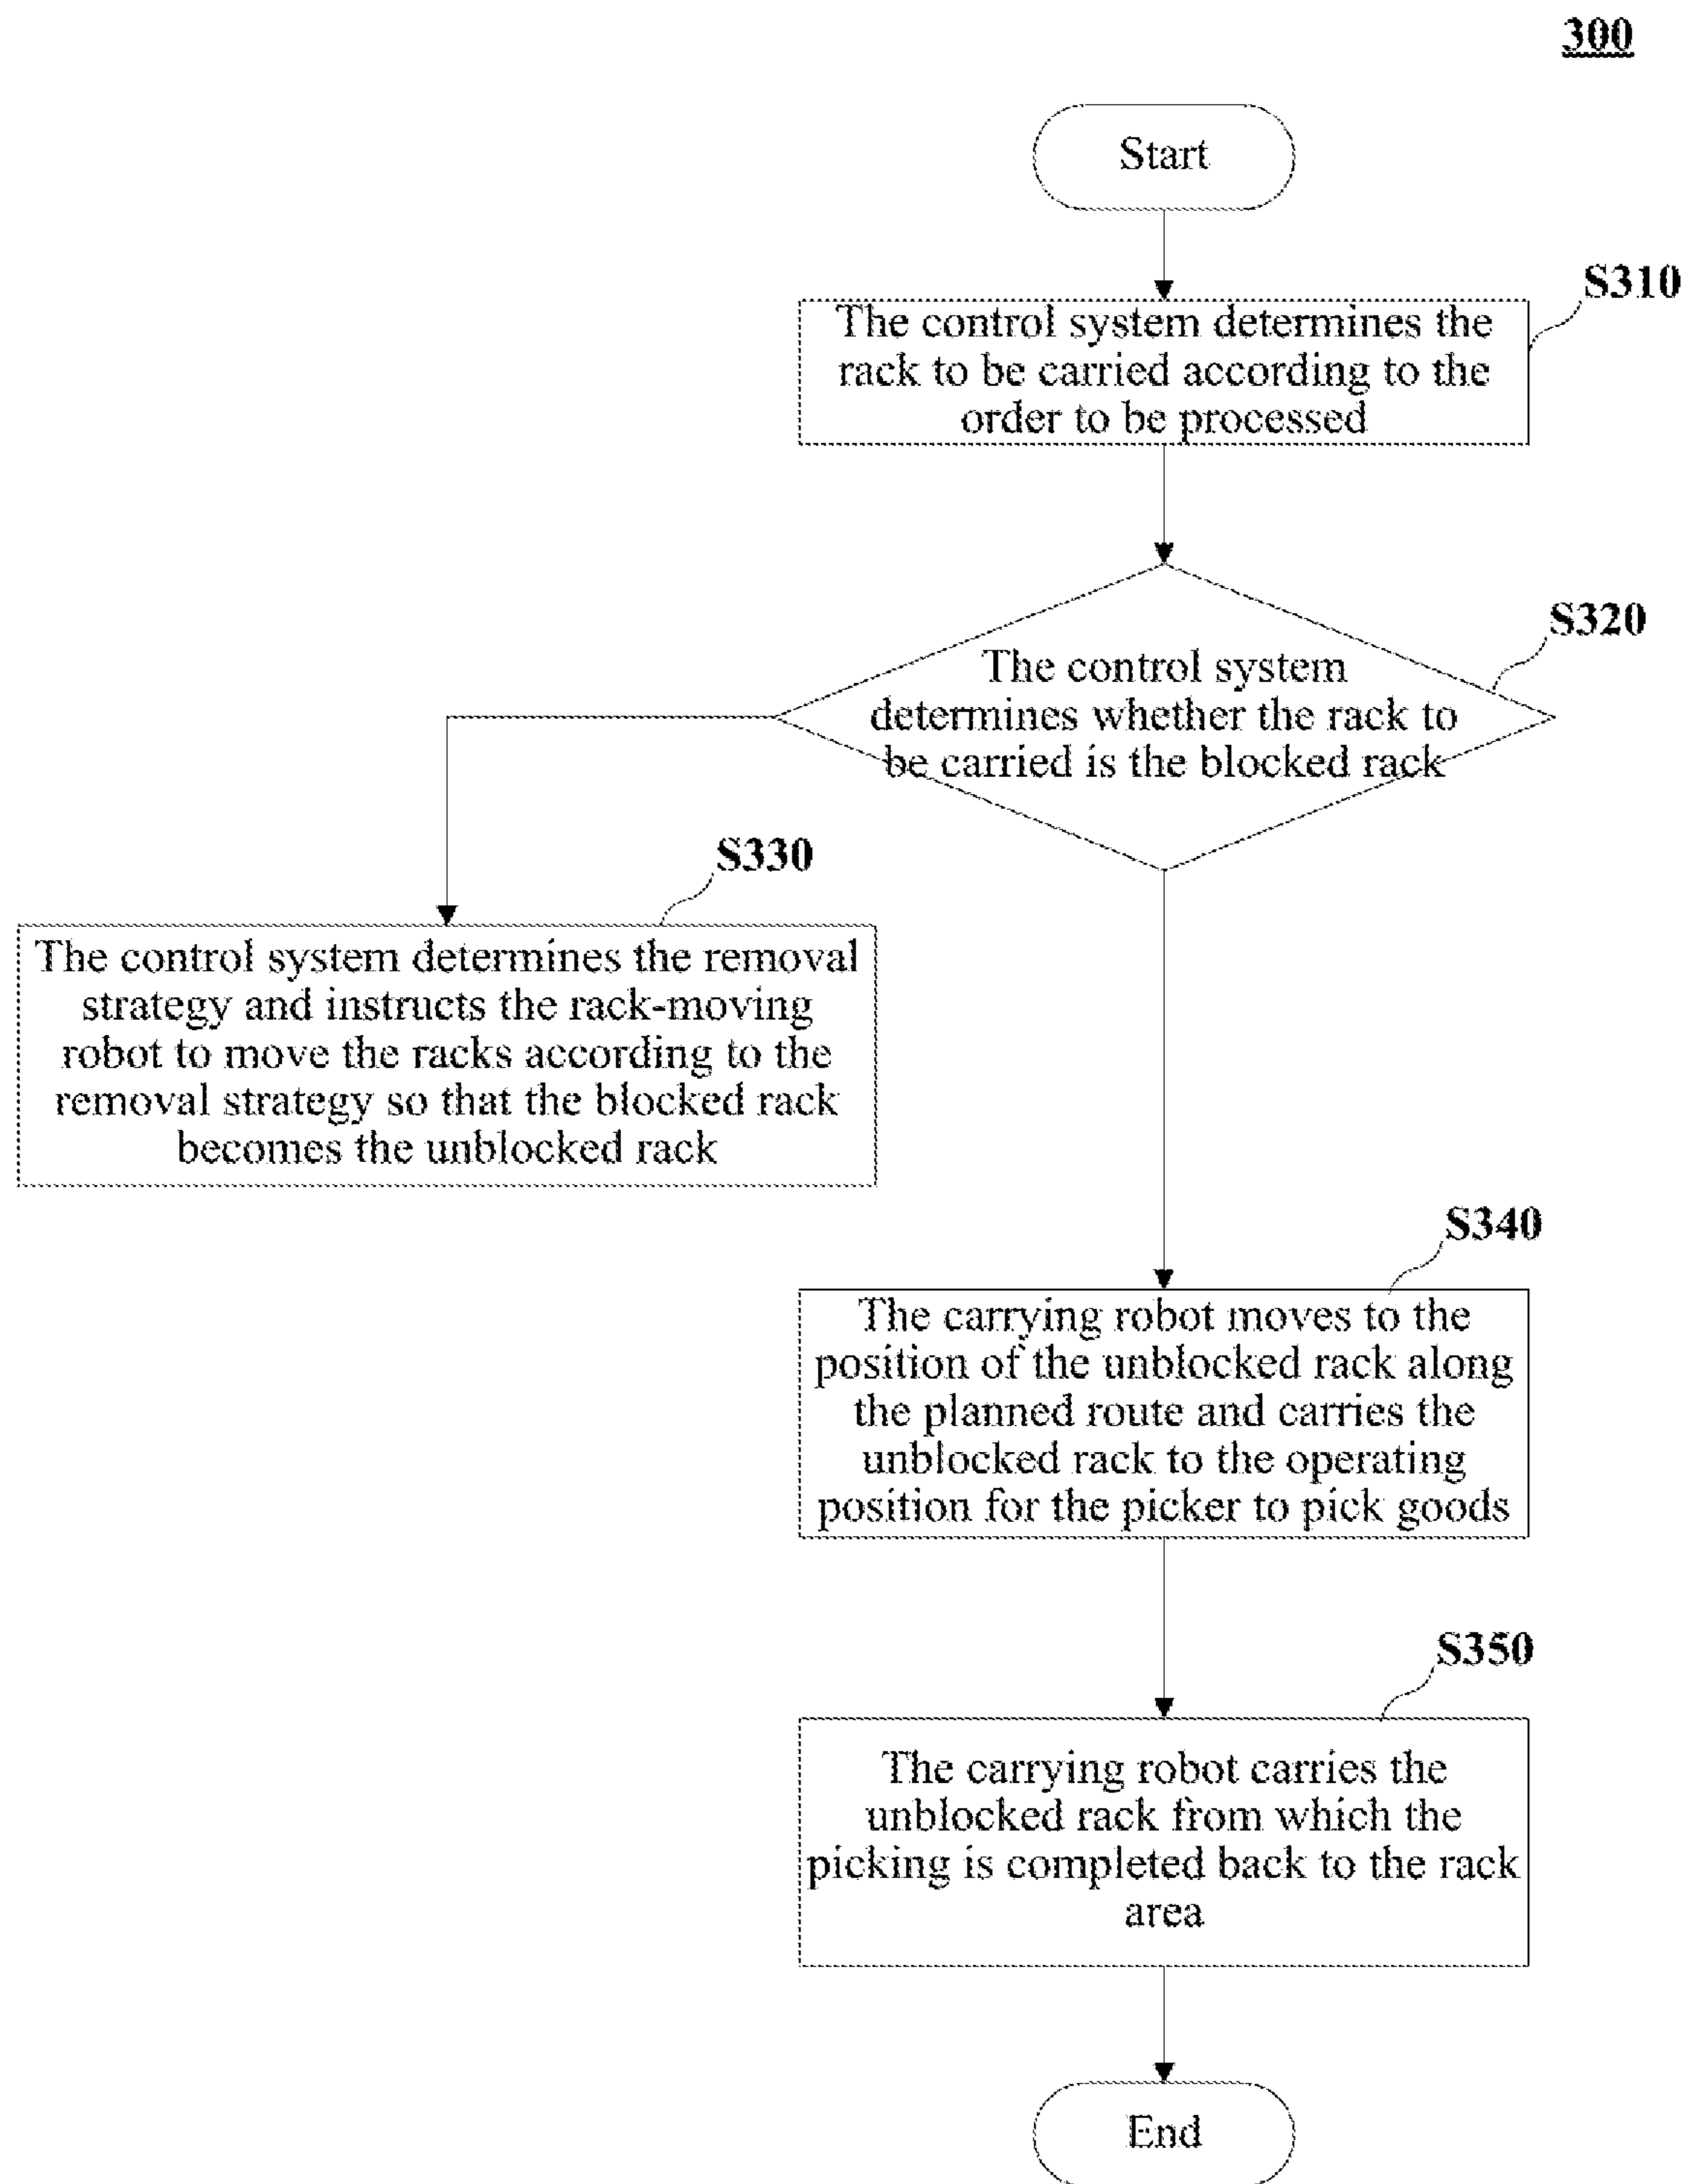 300
Start
S310
The control system determines the
rack to be carried according to the
order to be processed
S320
The control system
determines whether the rack to
be carried is the blocked rack
S330
The control system determines the removal
strategy and instructs the rack-moving
robot to move the racks according to the
removal strategy so that the blocked rack
becomes the unblocked rack
S340
The carrying robot moves to the
position of the unblocked rack along
the planned route and carries the
unblocked rack to the operating
position for the picker to pick goods
S350
The carrying robot carries the
unblocked rack from which the
picking is completed back to the rack
area
End